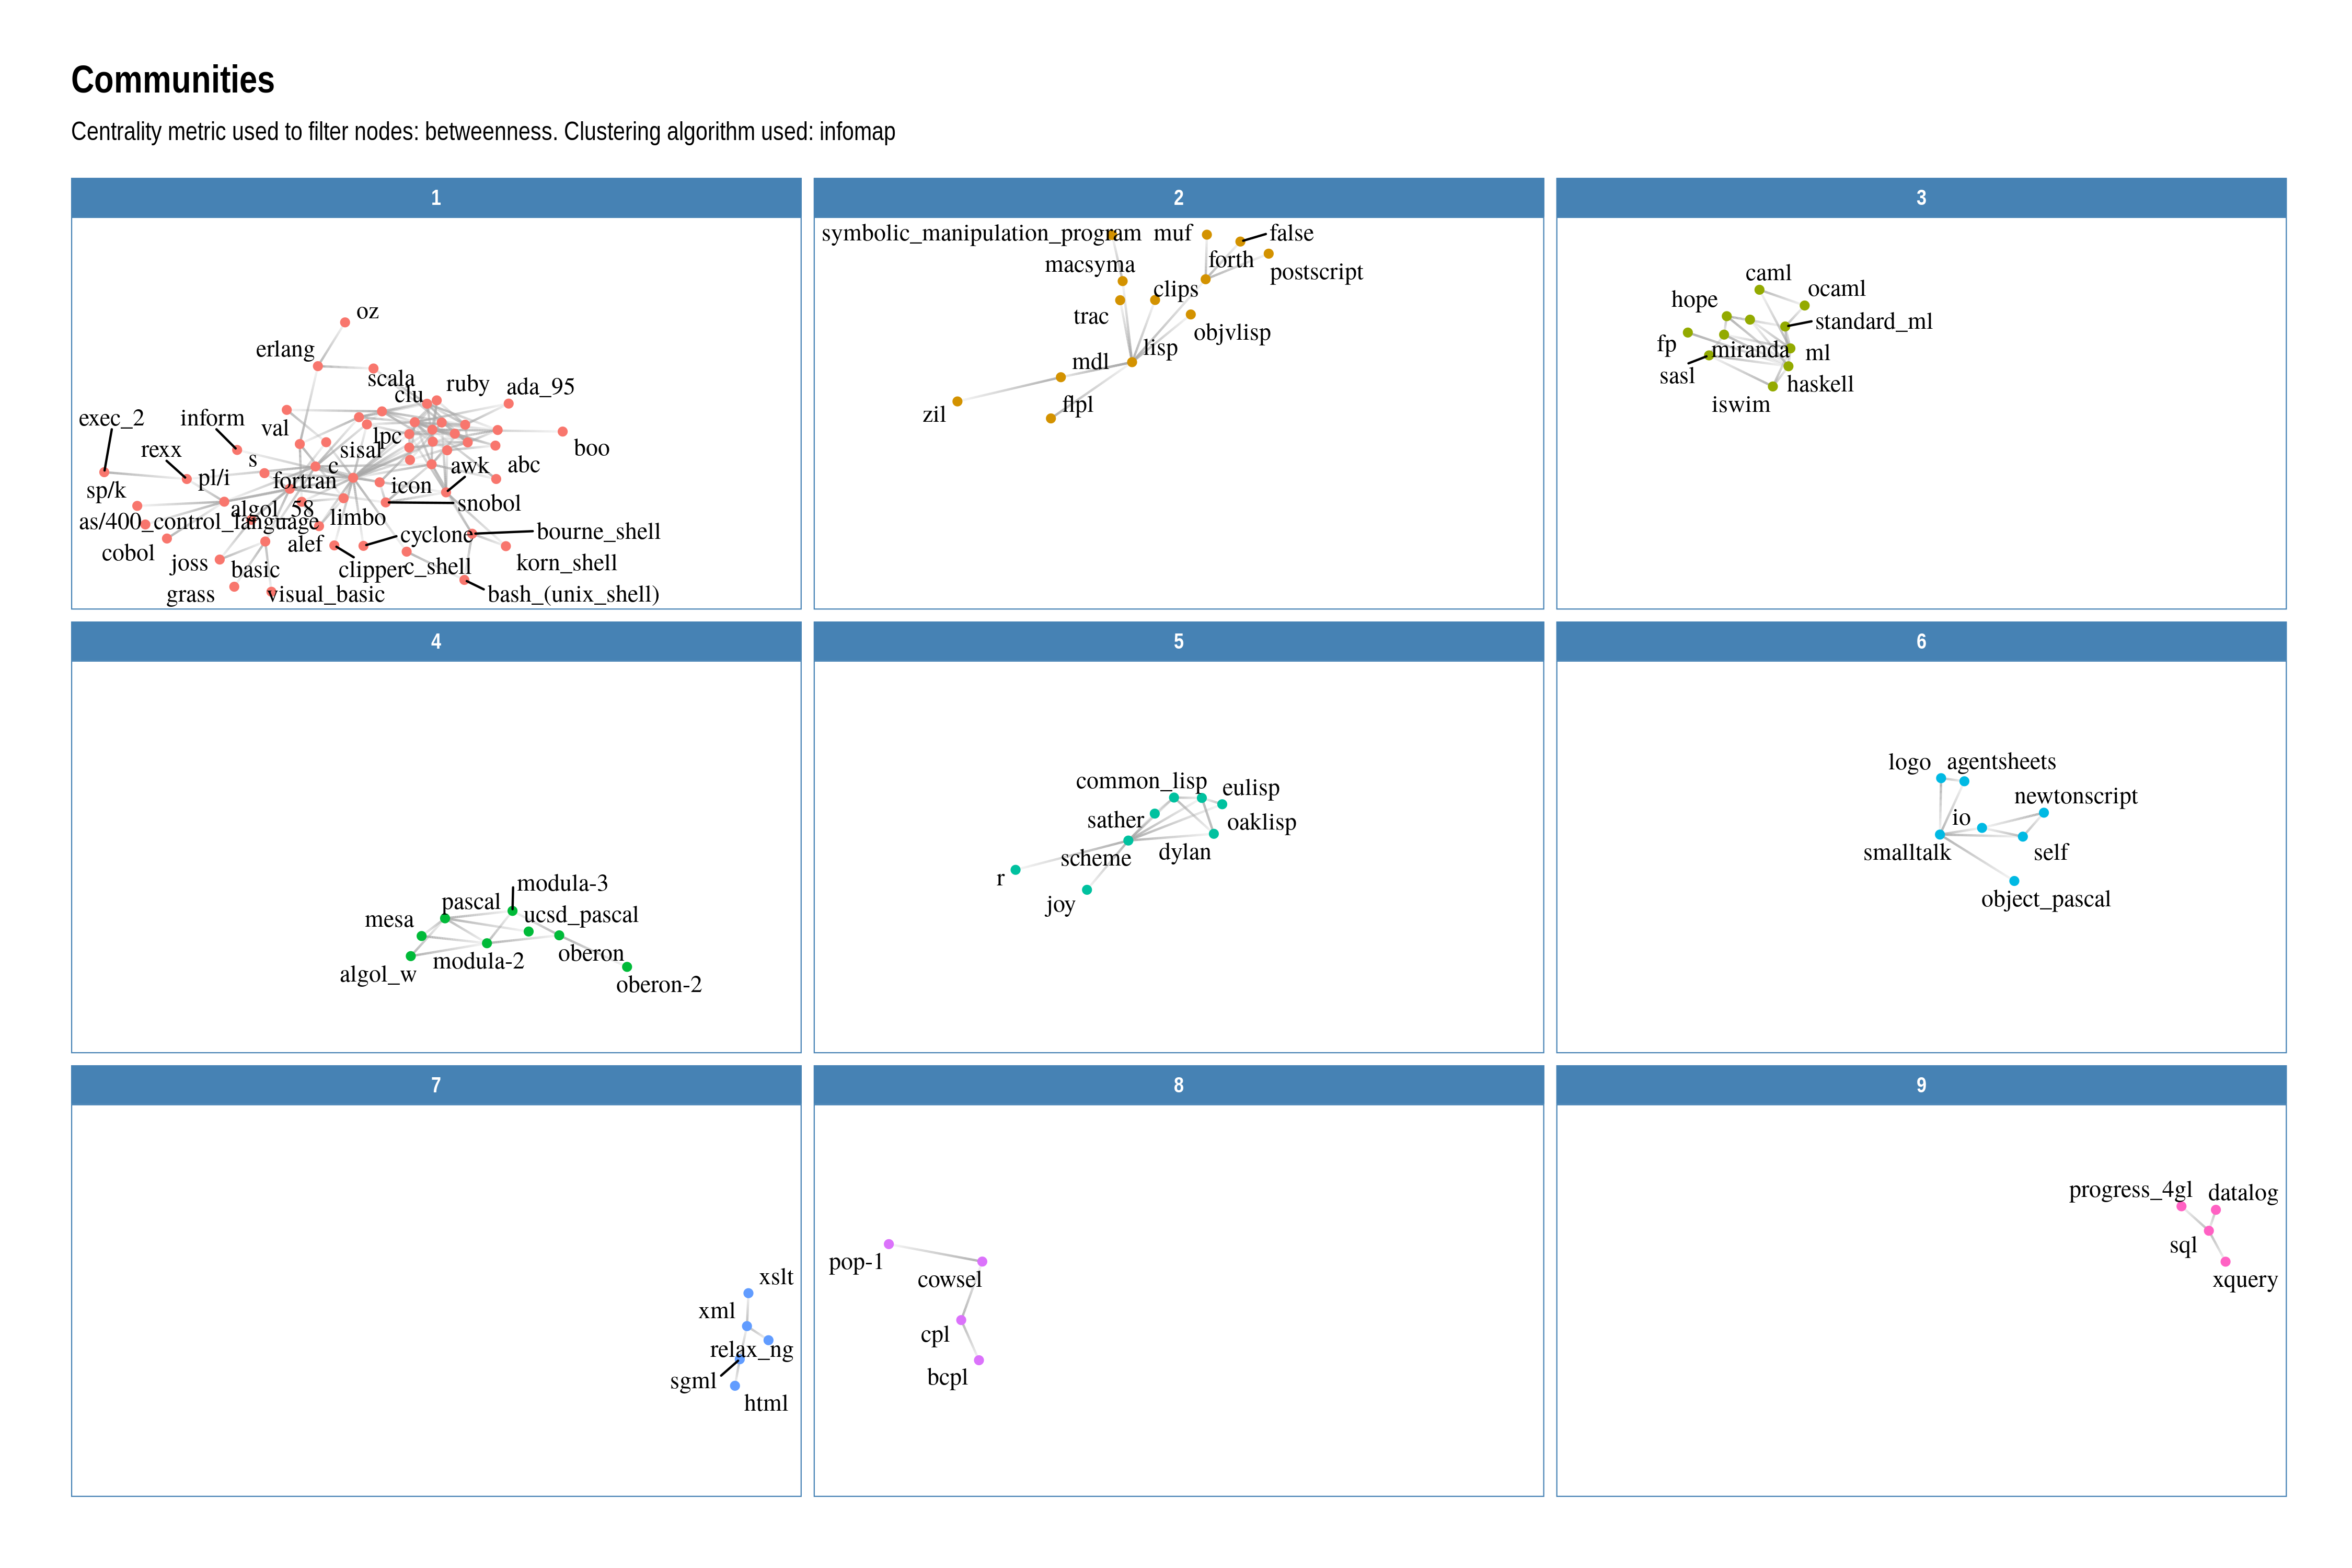 Communities
Centrality metric used to filter nodes: betweenness. Clustering algorithm used: infomap
1
oz
erlang
scala
clu
ruby
ada_95
exec_2
inform
val
lpc
rexx
s
sisal
boo
c
awk
abc
sp/k
pl/i
fortran
icon
snobol
algol_58
as/400_control_language
limbo
cyclone
bourne_shell
cobol
alef
joss
basic
clipper
c_shell
korn_shell
grass
visual_basic
bash_(unix_shell)
2
symbolic_manipulation_program
muf
false
macsyma
forth
postscript
clips
trac
objvlisp
lisp
mdl
flpl
zil
3
caml
ocaml
hope
standard_ml
fp
miranda
ml
sasl
haskell
iswim
4
modula-3
pascal
mesa
ucsd_pascal
oberon
modula-2
algol_w
oberon-2
5
common_lisp
eulisp
sather
oaklisp
scheme
dylan
r
joy
6
logo
agentsheets
newtonscript
io
smalltalk
self
object_pascal
7
xslt
xml
relax_ng
sgml
html
8
pop-1
cowsel
cpl
bcpl
9
progress_4gl
datalog
sql
xquery